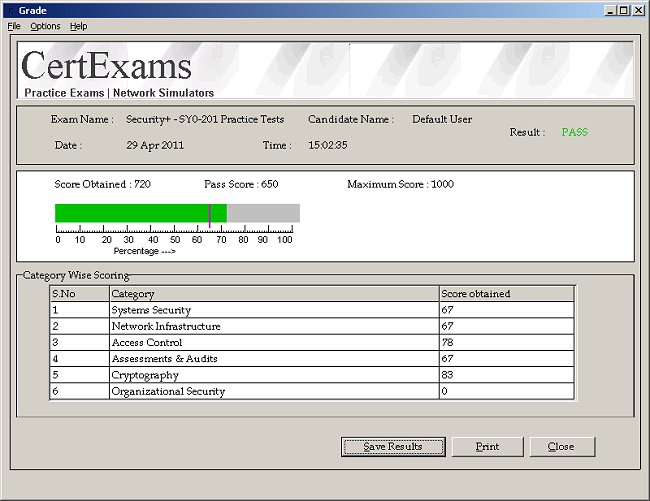 Grade
File Options Help
CertExams
Practice Exams | Network Simulators
Exam Name : Security+ - SY0-201 Practice Tests Candidate Name : Default User
Result : PASS
Date : 29 Apr 2011 Time : 15:02:35
Score Obtained : 720 Pass Score : 650 Maximum Score : 1000
0 10 20 30 40 50 60 70 80 90 100
Percentage --->
Category Wise Scoring
S.No Category Score obtained
1 Systems Security 67
2 Network Infrastructure 67
3 Access Control 78
4 Assessments & Audits 67
5 Cryptography 83
6 Organizational Security 0
Save Results Print Close